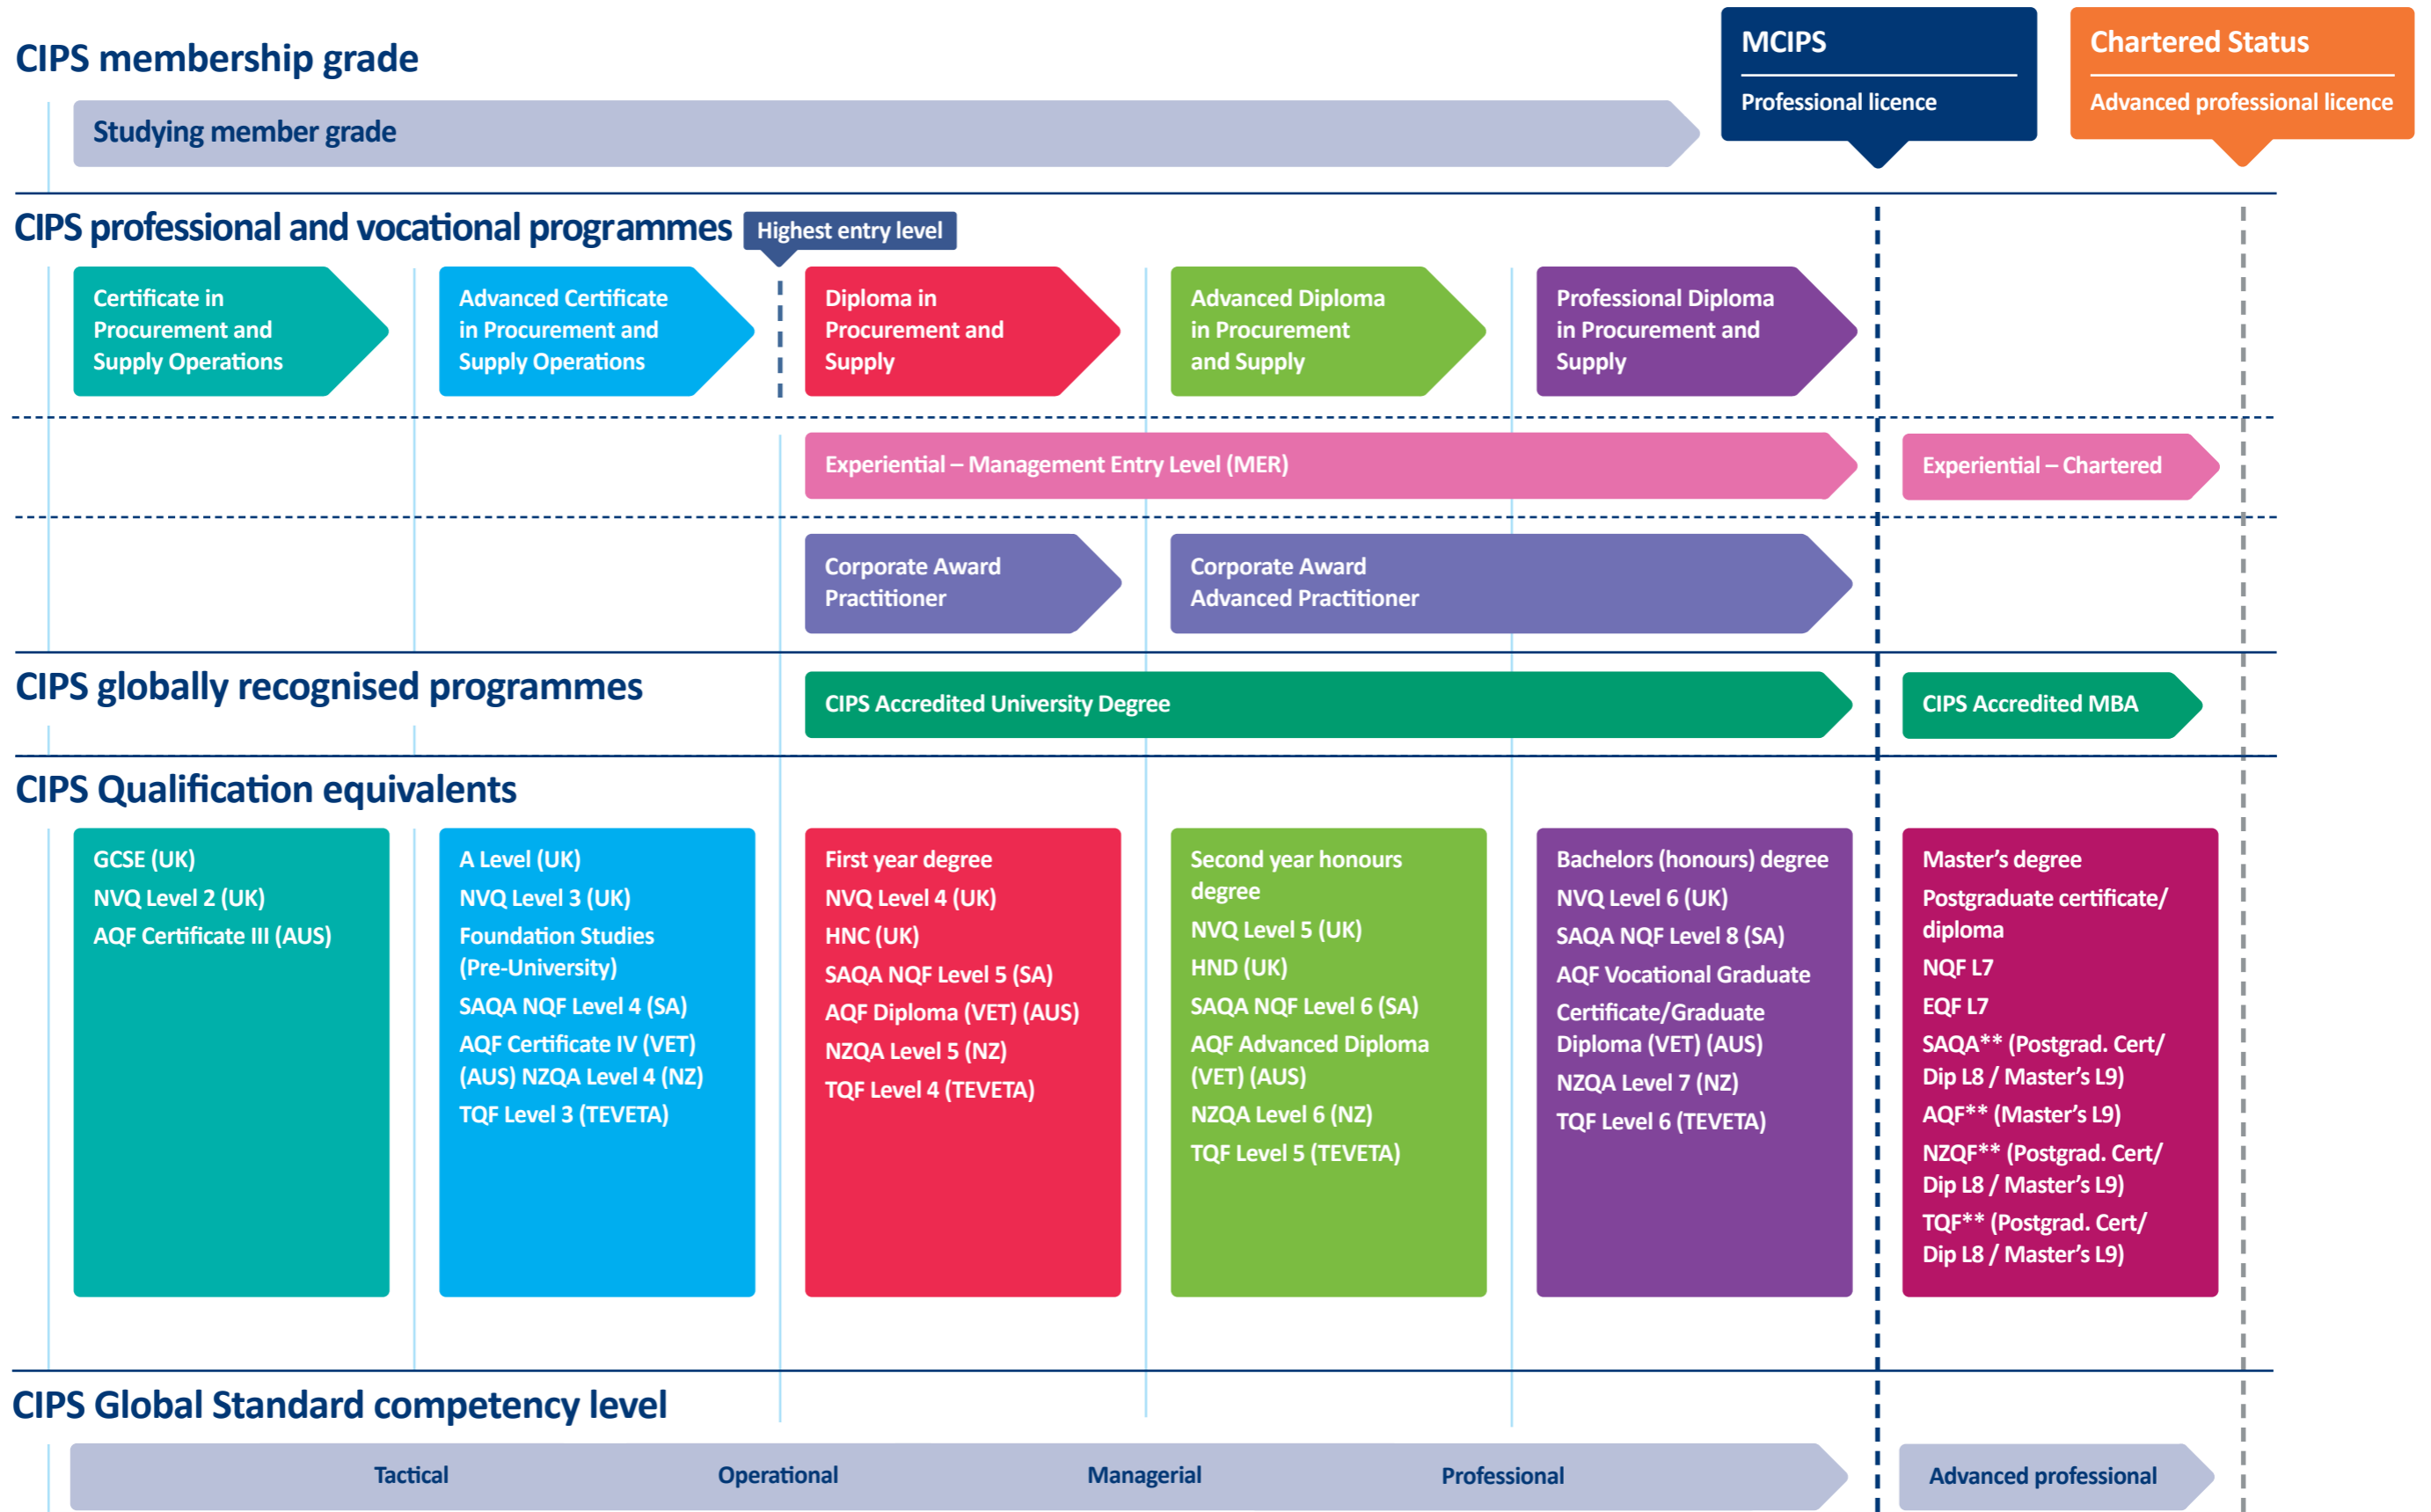 CIPS membership grade
Studying member grade
MCIPS
Professional licence
Chartered Status
Advanced professional licence
CIPS professional and vocational programmes
Highest entry level
Certificate in
Procurement and
Supply Operations
Advanced Certificate
in Procurement and
Supply Operations
Diploma in
Procurement and
Supply
Advanced Diploma
in Procurement
and Supply
Professional Diploma
in Procurement and
Supply
Experiential – Management Entry Level (MER)
Experiential – Chartered
Corporate Award
Practitioner
Corporate Award
Advanced Practitioner
CIPS globally recognised programmes
CIPS Accredited University Degree
CIPS Accredited MBA
CIPS Qualification equivalents
GCSE (UK)
NVQ Level 2 (UK)
AQF Certificate III (AUS)
A Level (UK)
NVQ Level 3 (UK)
Foundation Studies
(Pre-University)
SAQA NQF Level 4 (SA)
AQF Certificate IV (VET)
(AUS) NZQA Level 4 (NZ)
TQF Level 3 (TEVETA)
First year degree
NVQ Level 4 (UK)
HNC (UK)
SAQA NQF Level 5 (SA)
AQF Diploma (VET) (AUS)
NZQA Level 5 (NZ)
TQF Level 4 (TEVETA)
Second year honours
degree
NVQ Level 5 (UK)
HND (UK)
SAQA NQF Level 6 (SA)
AQF Advanced Diploma
(VET) (AUS)
NZQA Level 6 (NZ)
TQF Level 5 (TEVETA)
Bachelors (honours) degree
NVQ Level 6 (UK)
SAQA NQF Level 8 (SA)
AQF Vocational Graduate
Certificate/Graduate
Diploma (VET) (AUS)
NZQA Level 7 (NZ)
TQF Level 6 (TEVETA)
Master’s degree
Postgraduate certificate/
diploma
NQF L7
EQF L7
SAQA** (Postgrad. Cert/
Dip L8 / Master’s L9)
AQF** (Master’s L9)
NZQF** (Postgrad. Cert/
Dip L8 / Master’s L9)
TQF** (Postgrad. Cert/
Dip L8 / Master’s L9)
CIPS Global Standard competency level
Tactical
Operational
Managerial
Professional
Advanced professional